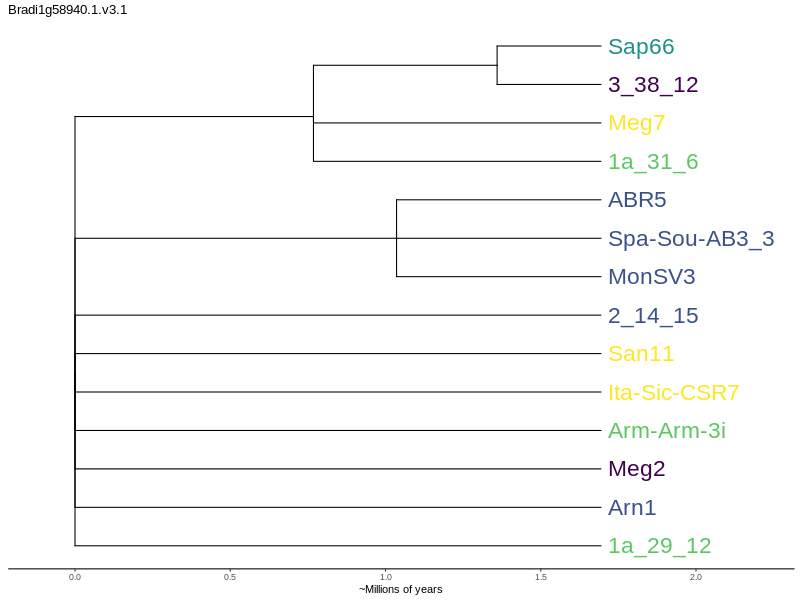 Bradi1g58940.1.v3.1
Sap66
3_38_12
Meg7
1a_31_6
ABR5
Spa-Sou-AB3_3
MonSV3
2_14_15
San11
Ita-Sic-CSR7
Arm-Arm-3i
Meg2
Arn1
1a_29_12
0.0 0.5 1.0 1.5 2.0
~Millions of years